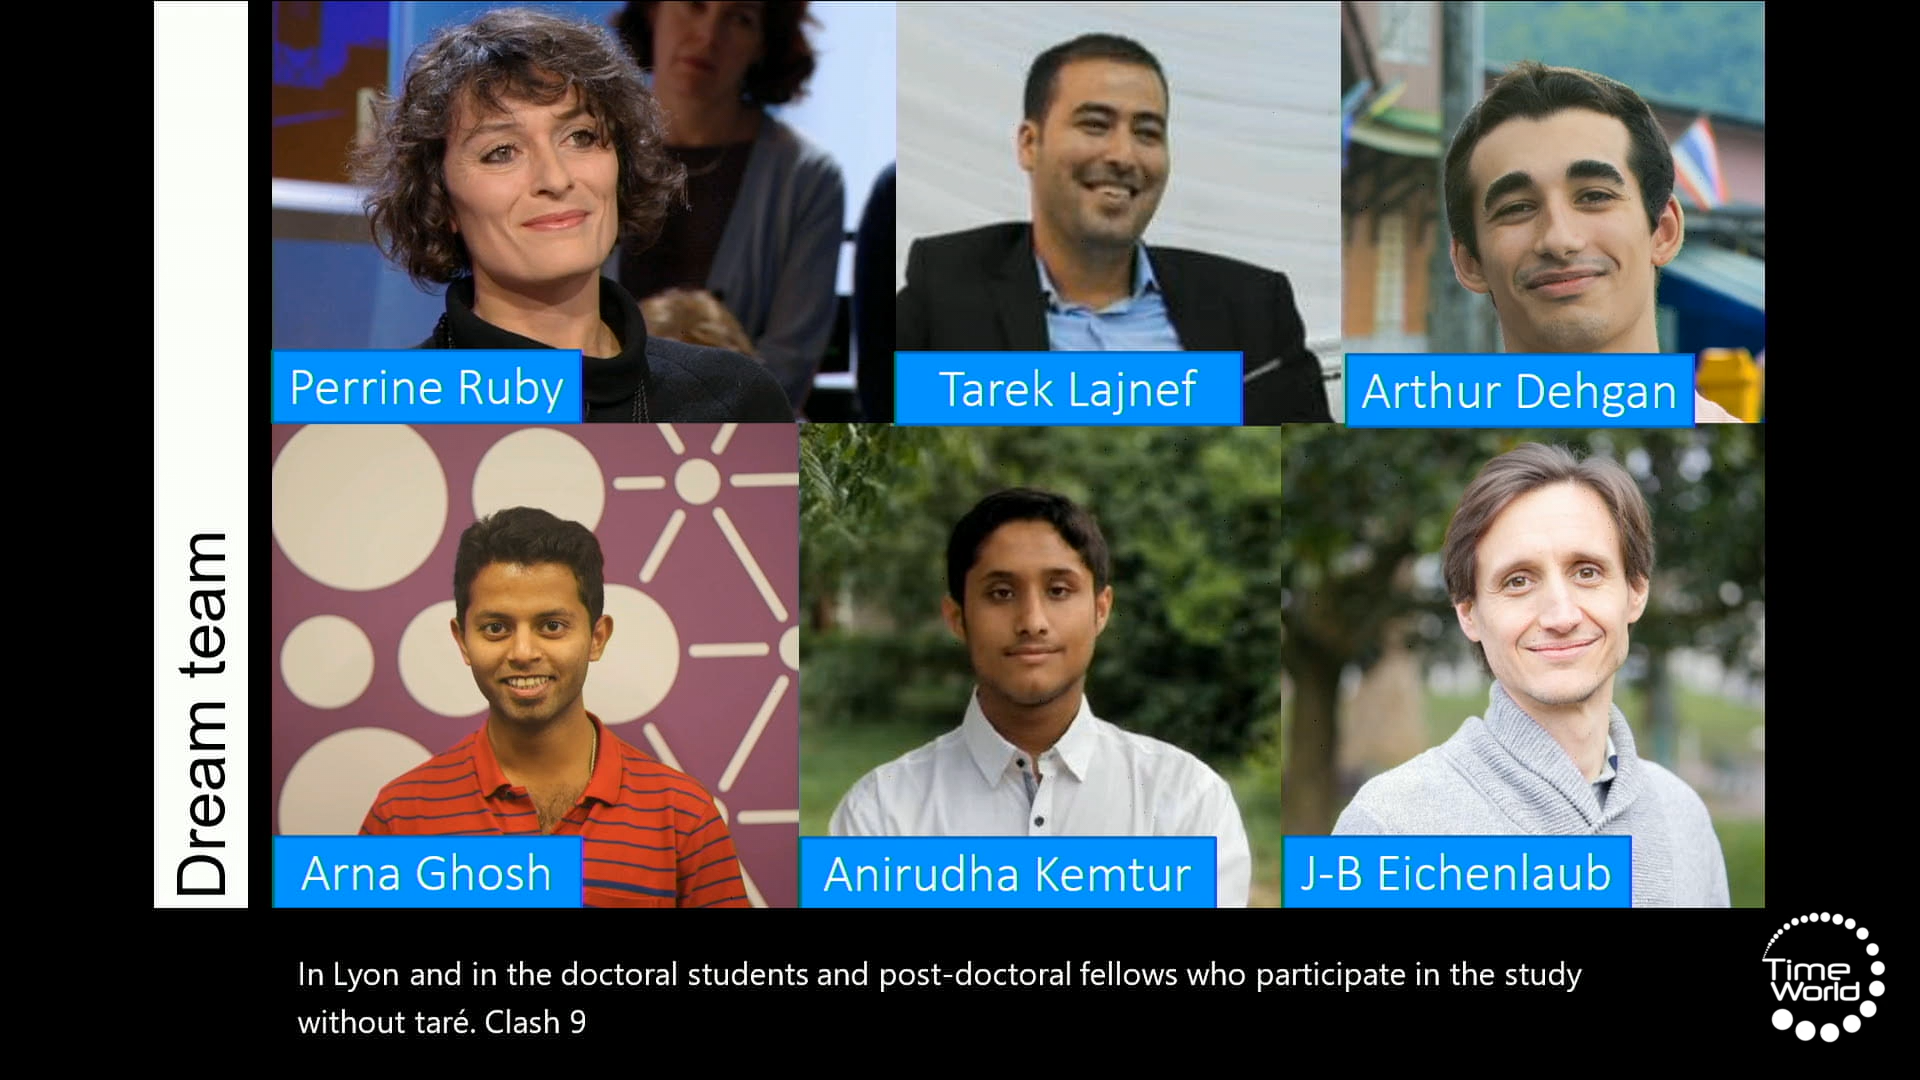 Dream team
Perrine Ruby
Tarek Lajnef
Arthur Dehgan
Arna Ghosh
Anirudha Kemtur
J-B Eichenlaub
In Lyon and in the doctoral students and post-doctoral fellows who participate in the study
without taré. Clash 9
Time
World